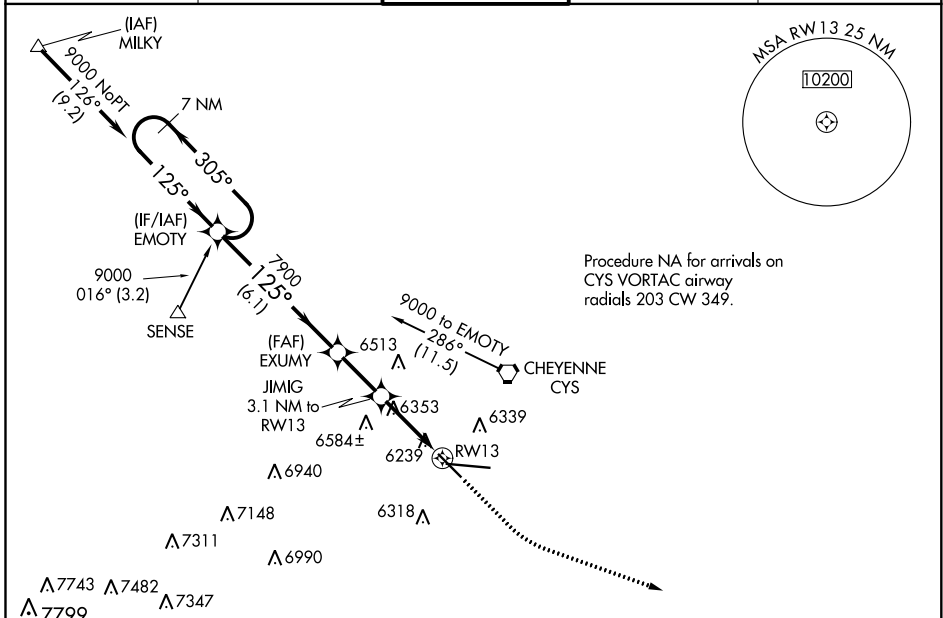 (IAF)
MILKY
9000 NoPT
126°
(9.2)
7 NM
305°
125°
(IF/IAF)
EMOTY
9000
016° (3.2)
SENSE
7900
125°
(6.1)
(FAF)
EXUMY
6513
JIMIG
3.1 NM to
RW13
9000 to EMOTY
286°
(11.5)
CHEYENNE
CYS
6353
6339
6584±
6239
RW13
6940
7148
6318
7311
6990
7743
7482
7347
7799
MSA RW13 25 NM
10200
Procedure NA for arrivals on
CYS VORTAC airway
radials 203 CW 349.